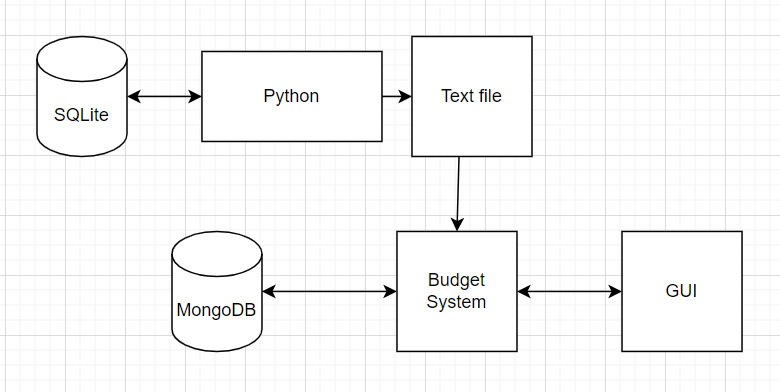 SQLite
Python
Text file
MongoDB
Budget
System
GUI